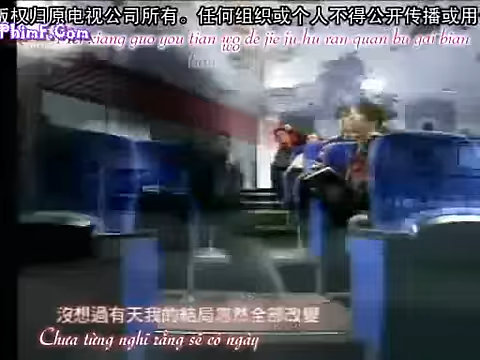 版权归原电视公司所有。任何组织或个人不得公开传播或用
PhimF.Com
xiang guo you tian wo de jie ju hu ran quan bu gai bian
沒想過有天我的結局忽然全部改變
Chưa từng nghĩ rằng sẽ có ngày